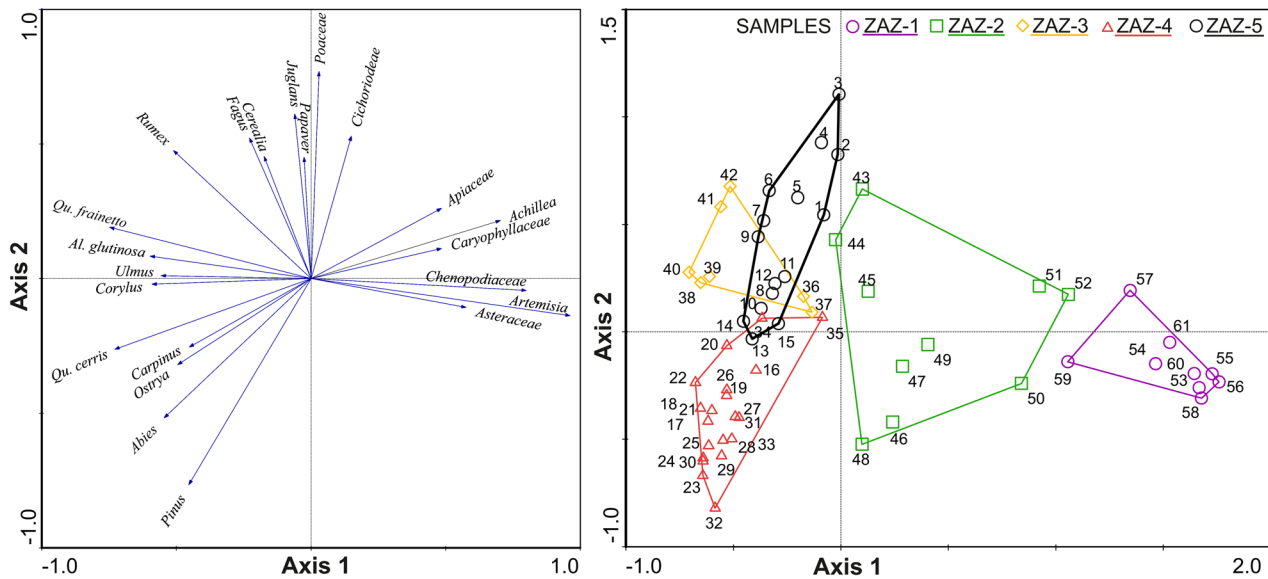 1.0
Axis 2
-1.0
-1.0
Axis 1
1.0
Poaceae
Juglans
Papaver
Cichoriodeae
Cerealia
Fagus
Rumex
Apiaceae
Qu. frainetto
Achillea
Caryophyllaceae
Al. glutinosa
Ulmus
Corylus
Chenopodiaceae
Artemisia
Asteraceae
Qu. cerris
Carpinus
Ostrya
Abies
Pinus
1.5
Axis 2
-1.0
Axis 1
2.0
SAMPLES ZAZ-1 ZAZ-2 ZAZ-3 ZAZ-4 ZAZ-5
3
4
2
42
6
5
43
41
7
1
9
44
40
39
12
11
45
51
52
57
38
8
36
10
37
14
34
15
35
13
20
61
16
49
54
60
55
59
53
56
22
26
19
47
50
58
18
21
27
17
31
46
25
28
33
48
24
30
29
23
32